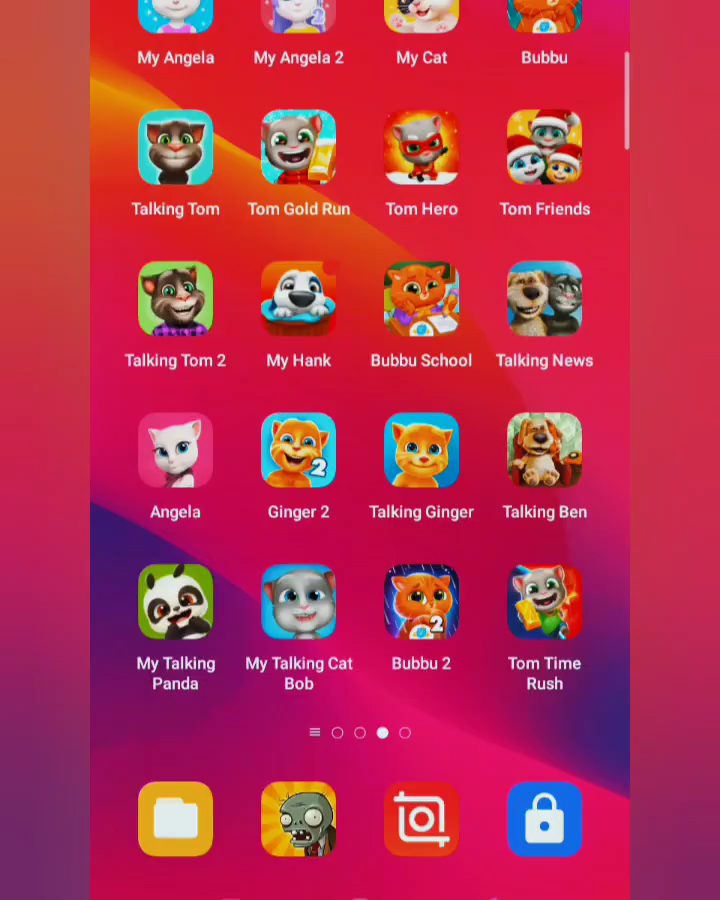 My Angela
My Angela 2
My Cat
Bubbu
Talking Tom
Tom Gold Run
Tom Hero
Tom Friends
Talking Tom 2
My Hank
Bubbu School
Talking News
Angela
2
Ginger 2
Talking Ginger
Talking Ben
2
My Talking
Panda
My Talking Cat
Bob
Bubbu 2
Tom Time
Rush